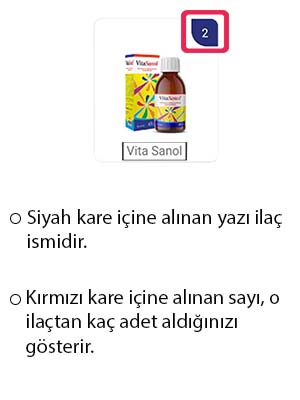 2
VitaSanol
VitaSanol
Vita Sanol
Siyah kare içine alınan yazı ilaç
ismidir.
Kırmızı kare içine alınan sayı, o
ilaçtan kaç adet aldığınızı
gösterir.